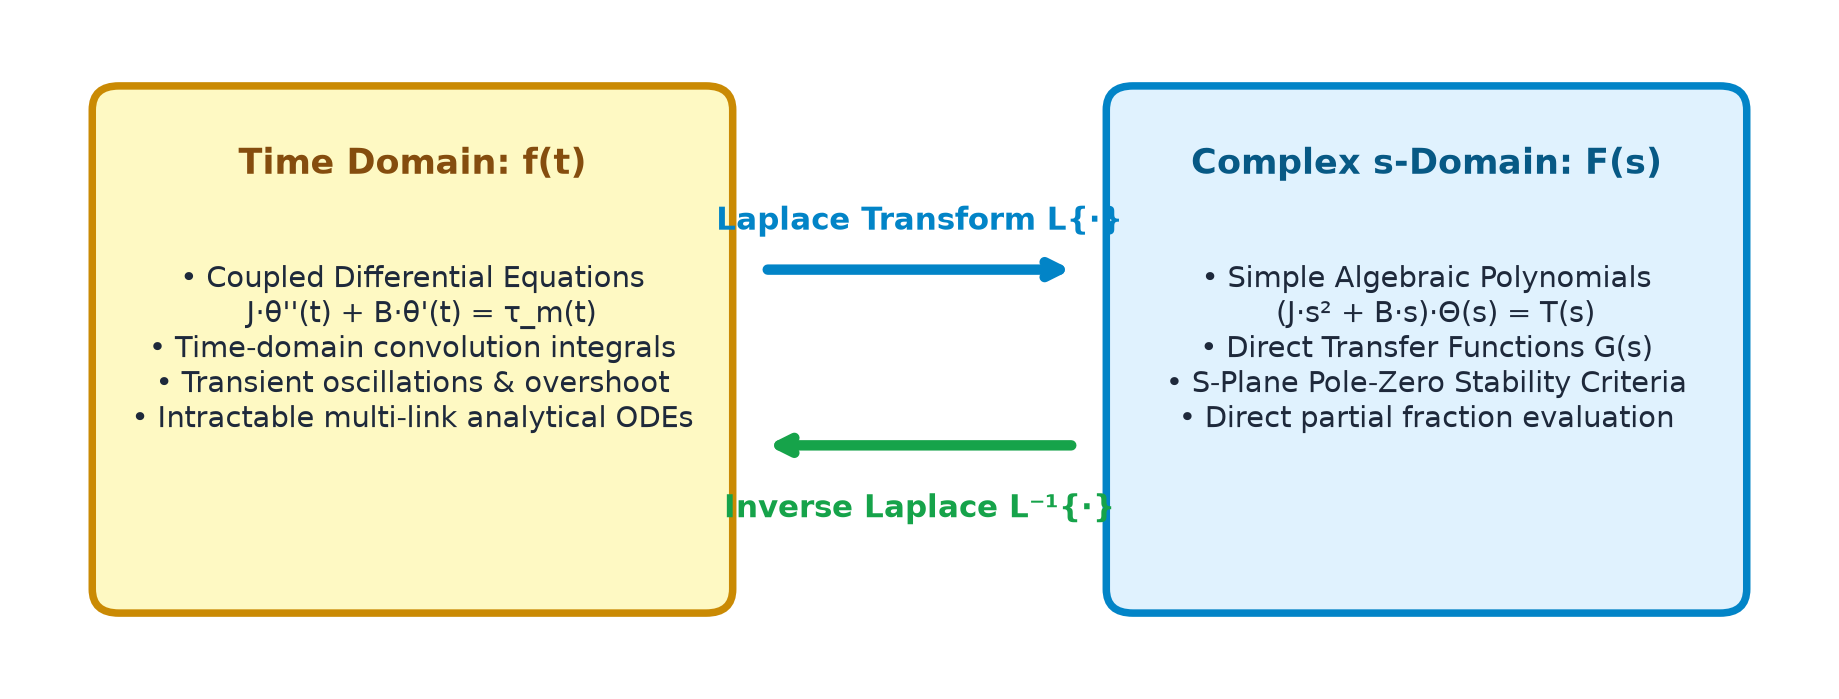 Time Domain: f(t)
• Coupled Differential Equations
J·θ''(t) + B·θ'(t) = τ_m(t)
• Time-domain convolution integrals
• Transient oscillations & overshoot
• Intractable multi-link analytical ODEs
Laplace Transform L{·}
Inverse Laplace L⁻¹{·}
Complex s-Domain: F(s)
• Simple Algebraic Polynomials
(J·s² + B·s)·Θ(s) = T(s)
• Direct Transfer Functions G(s)
• S-Plane Pole-Zero Stability Criteria
• Direct partial fraction evaluation